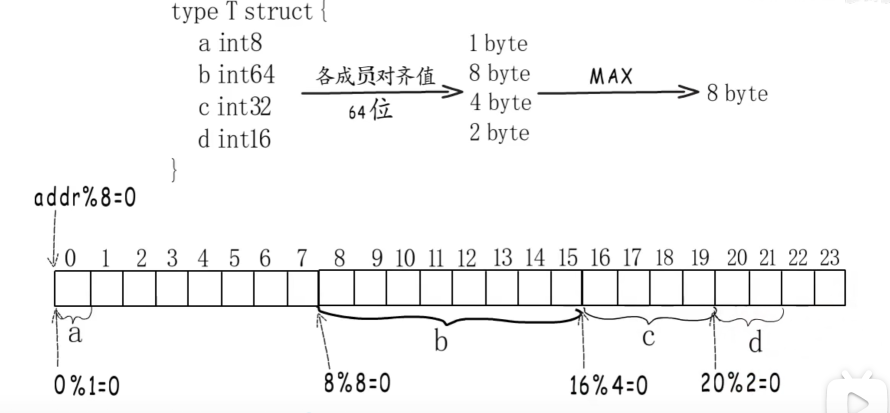 type T struct {
a int8
1 byte
b int64
各成员对齐值
8 byte
MAX
8 byte
c int32
64位
4 byte
d int16
2 byte
}
addr%8=0
0 1 2 3 4 5 6 7 8 9 10 11 12 13 14 15 16 17 18 19 20 21 22 23
a
b
c
d
0%1=0
8%8=0
16%4=0
20%2=0